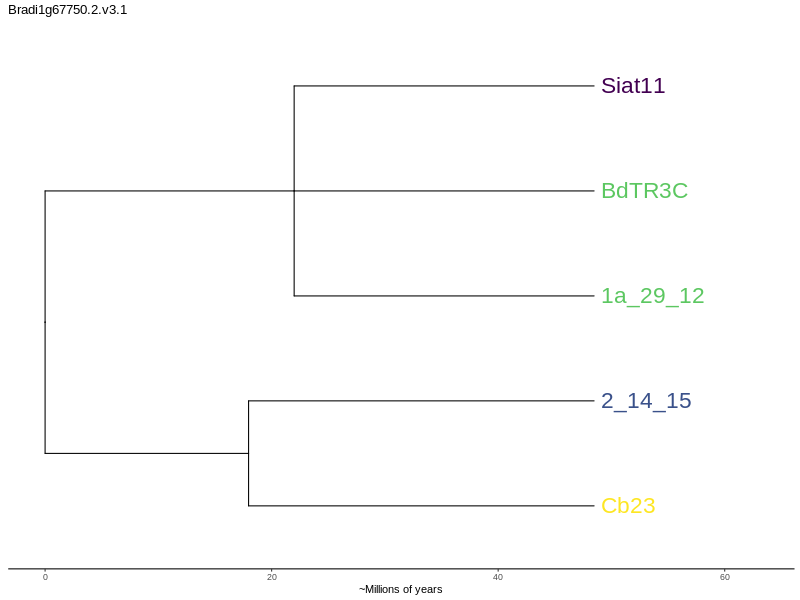 Bradi1g67750.2.v3.1
Siat11
BdTR3C
1a_29_12
2_14_15
Cb23
0 20 40 60
~Millions of years